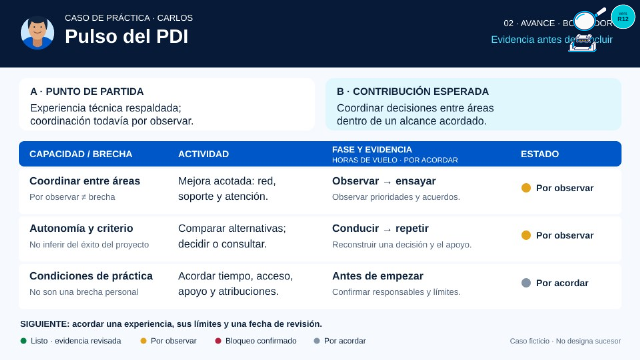 CASO DE PRÁCTICA · CARLOS
Pulso del PDI
02 · AVANCE · BO
Evidencia antes de
R12
A · PUNTO DE PARTIDA
Experiencia técnica respaldada;
coordinación todavía por observar.
B · CONTRIBUCIÓN ESPERADA
Coordinar decisiones entre áreas
dentro de un alcance acordado.
CAPACIDAD / BRECHA
ACTIVIDAD
FASE Y EVIDENCIA
HORAS DE VUELO · POR ACORDAR
ESTADO
Coordinar entre áreas
Por observar ≠ brecha
Mejora acotada: red,
soporte y atención.
Observar → ensayar
Observar prioridades y acuerdos.
Por observar
Autonomía y criterio
No inferir del éxito del proyecto
Comparar alternativas;
decidir o consultar.
Conducir → repetir
Reconstruir una decisión y el apoyo.
Por observar
Condiciones de práctica
No son una brecha personal
Acordar tiempo, acceso,
apoyo y atribuciones.
Antes de empezar
Confirmar responsables y límites.
Por acordar
SIGUIENTE: acordar una experiencia, sus límites y una fecha de revisión.
Listo · evidencia revisada
Por observar
Bloqueo confirmado
Por acordar
Caso ficticio · No designa sucesor